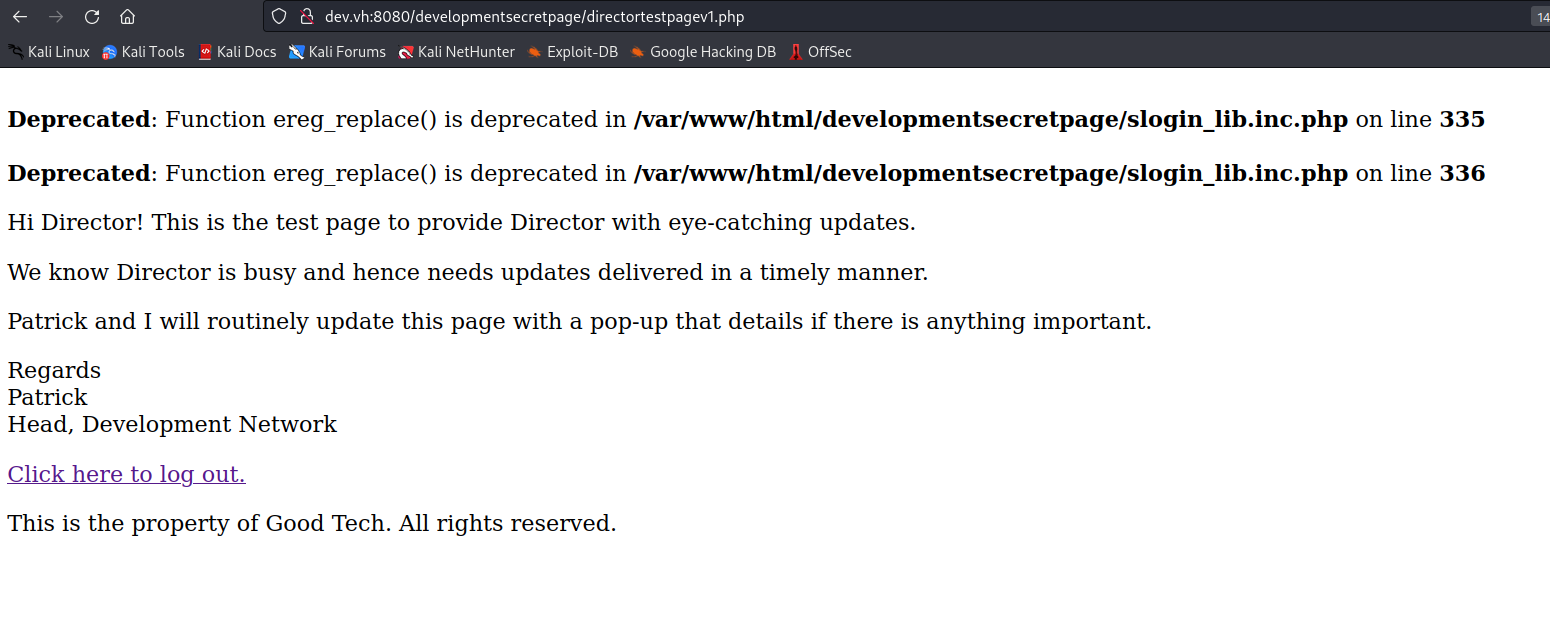 dev.vh:8080/developmentsecretpage/directortestpagev1.php
Kali Linux Kali Tools Kali Docs Kali Forums Kali NetHunter Exploit-DB Google Hacking DB OffSec
Deprecated: Function ereg_replace() is deprecated in /var/www/html/developmentsecretpage/slogin_lib.inc.php on line 335
Deprecated: Function ereg_replace() is deprecated in /var/www/html/developmentsecretpage/slogin_lib.inc.php on line 336
Hi Director! This is the test page to provide Director with eye-catching updates.
We know Director is busy and hence needs updates delivered in a timely manner.
Patrick and I will routinely update this page with a pop-up that details if there is anything important.
Regards
Patrick
Head, Development Network
Click here to log out.
This is the property of Good Tech. All rights reserved.